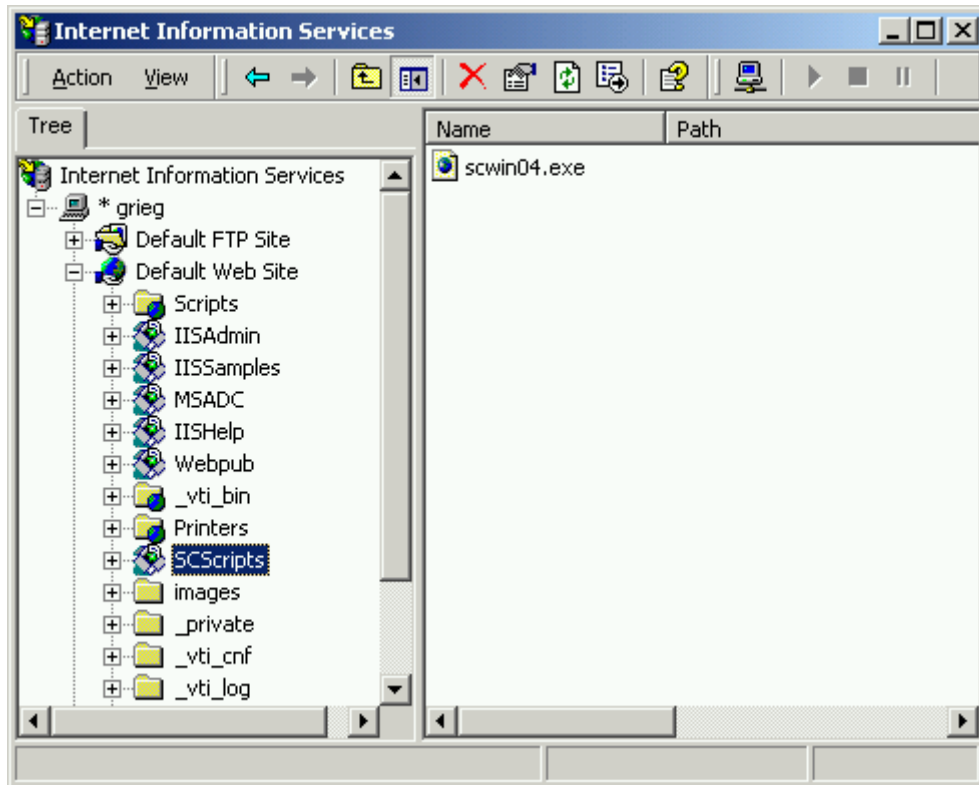 Internet Information Services
Action View
Tree
Name Path
Internet Information Services
* grieg
Default FTP Site
Default Web Site
Scripts
IISAdmin
IISSamples
MSADC
IISHelp
Webpub
_vti_bin
Printers
SCScripts
images
_private
_vti_cnf
_vti_log
scwin04.exe